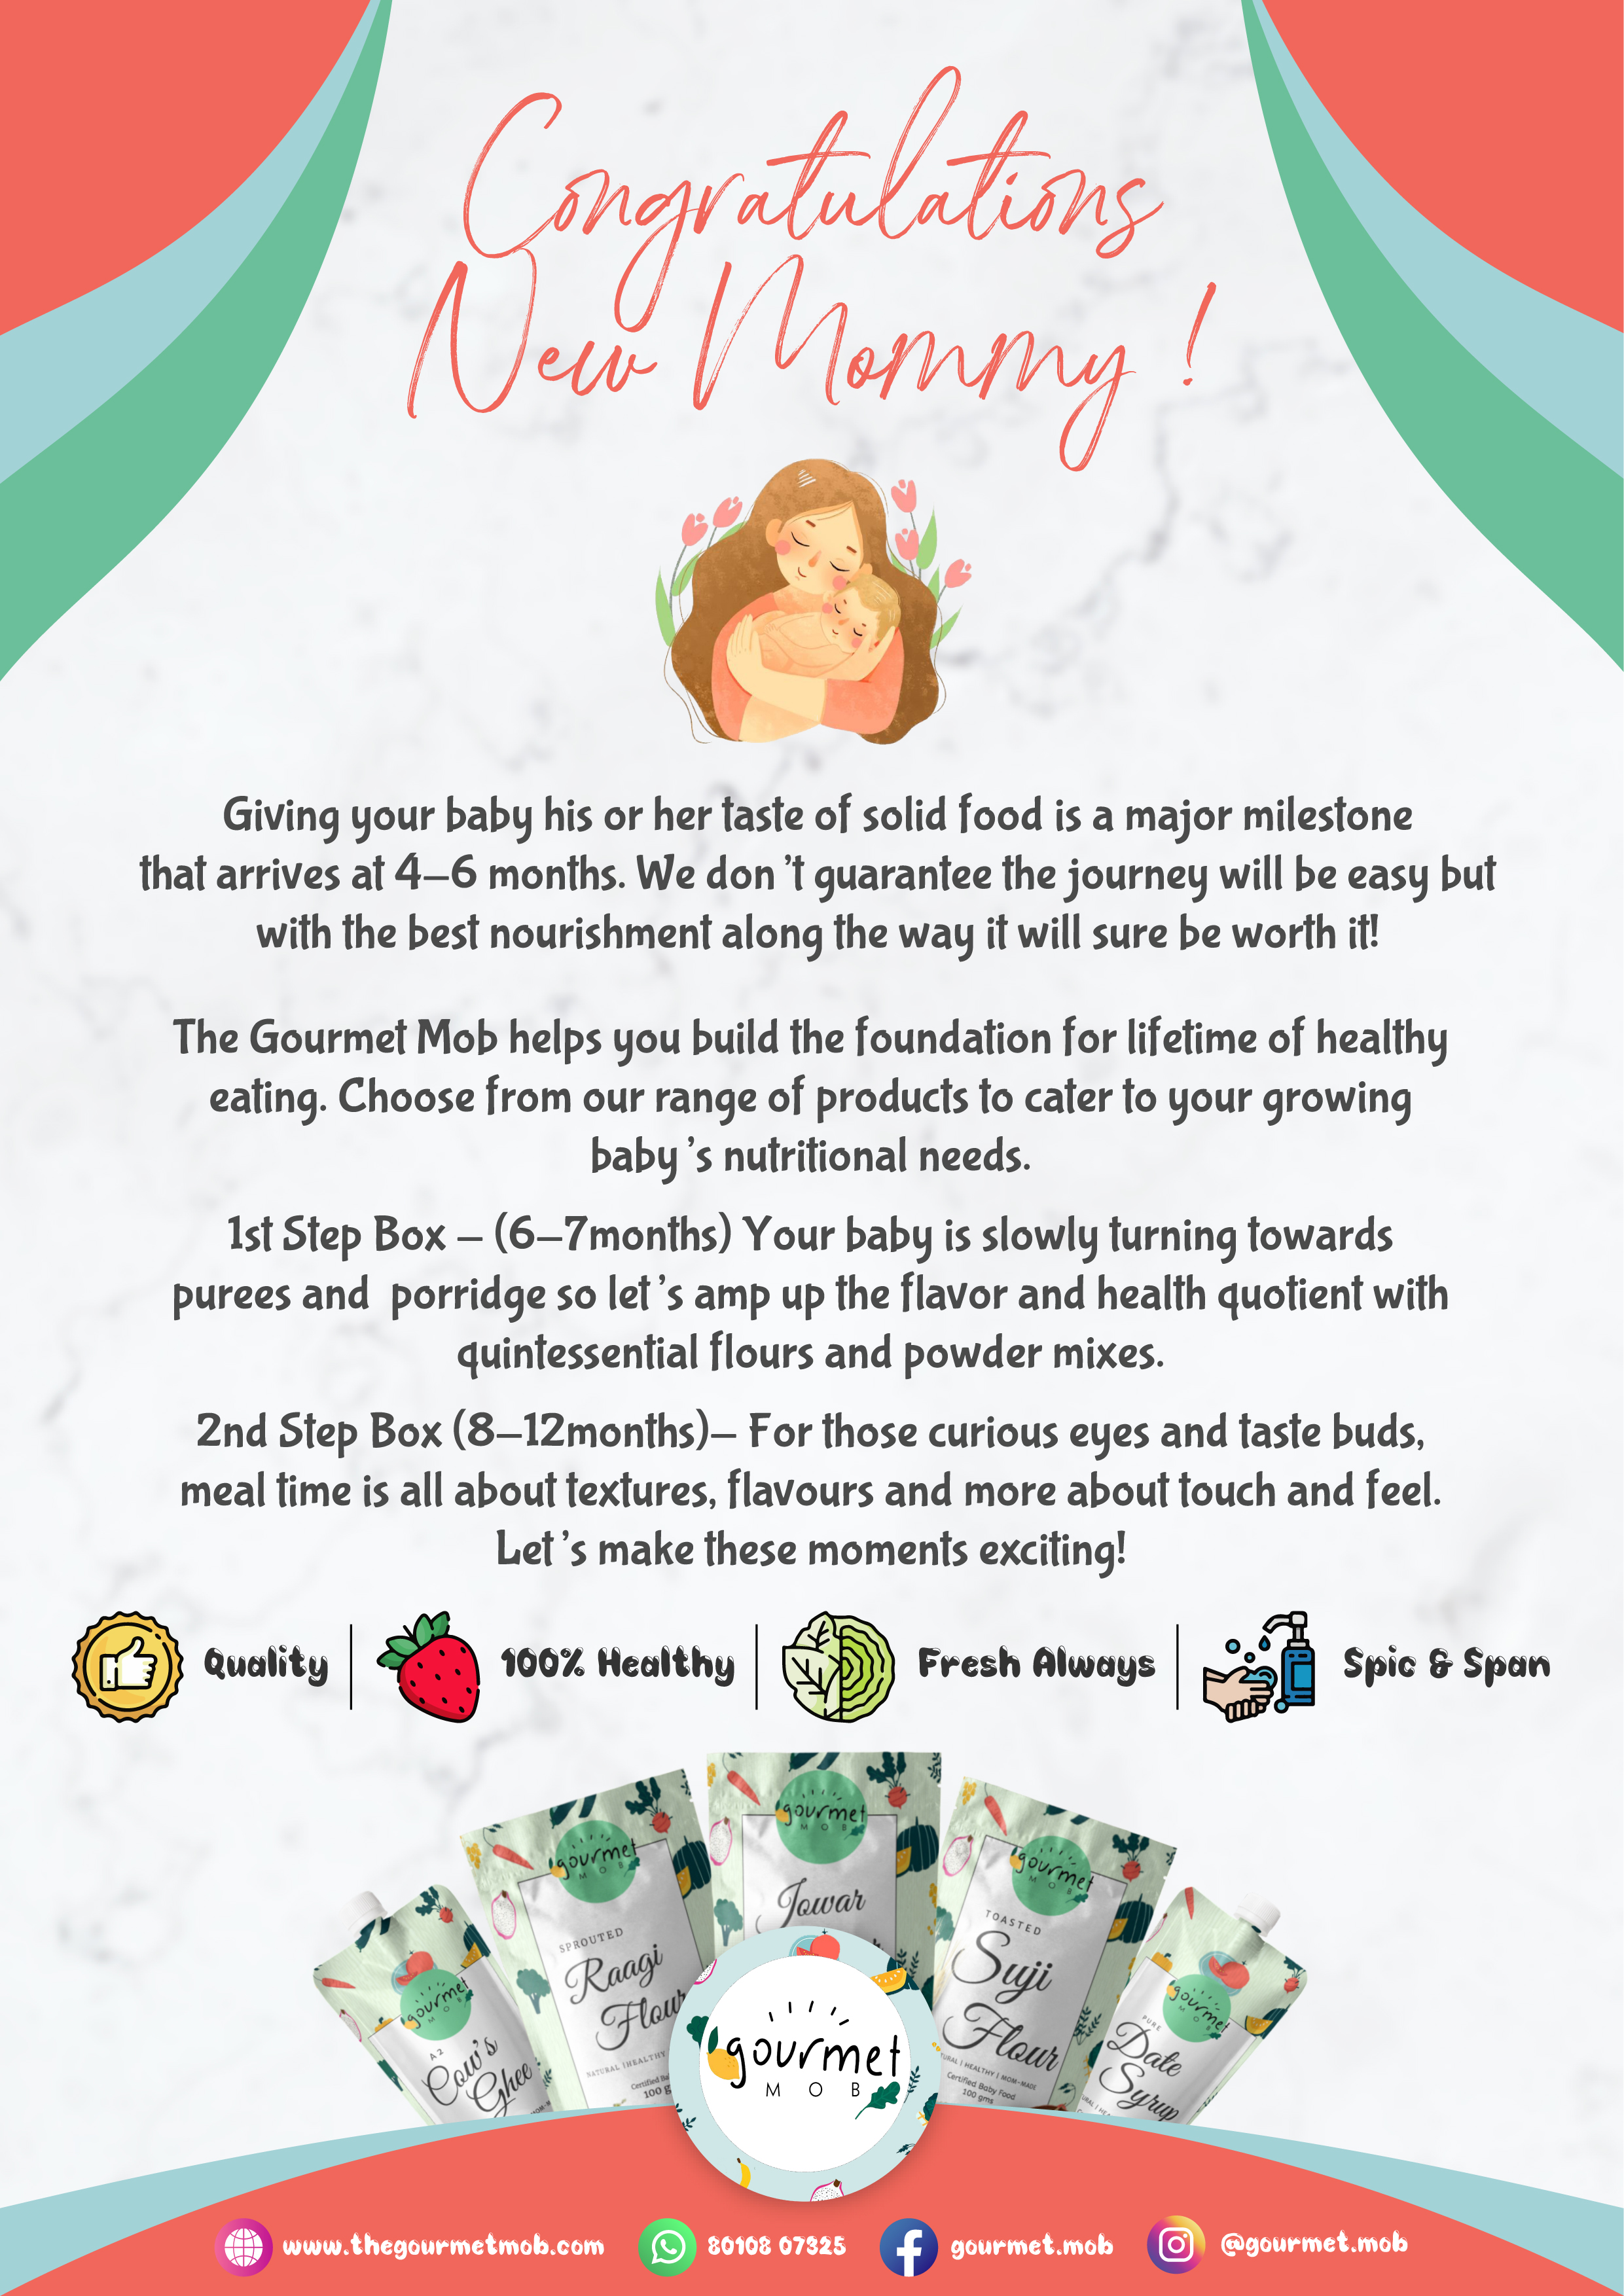 Congratulations
New Mommy !
Giving your baby his or her taste of solid food is a major milestone
that arrives at 4–6 months. We don't guarantee the journey will be easy but
with the best nourishment along the way it will sure be worth it!
The Gourmet Mob helps you build the foundation for lifetime of healthy
eating. Choose from our range of products to cater to your growing
baby's nutritional needs.
1st Step Box – (6–7months) Your baby is slowly turning towards
purees and porridge so let's amp up the flavor and health quotient with
quintessential flours and powder mixes.
2nd Step Box (8–12months)– For those curious eyes and taste buds,
meal time is all about textures, flavours and more about touch and feel.
Let's make these moments exciting!
Quality
100% Healthy
Fresh Always
Spic & Span
gourmet
MOB
A2
Cow's
Ghee
gourmet
MOB
SPROUTED
Raagi
Flour
NATURAL | HEALTHY
Certified
100
gourmet
MOB
Jowar
gourmet
MOB
TOASTED
Suji
Flour
HEALTHY | MOM-MADE
Certified Baby Food
100 gms
gourmet
MOB
PURE
Date
Syrup
gourmet
MOB
www.thegourmetmob.com
80108 07325
gourmet.mob
@gourmet.mob